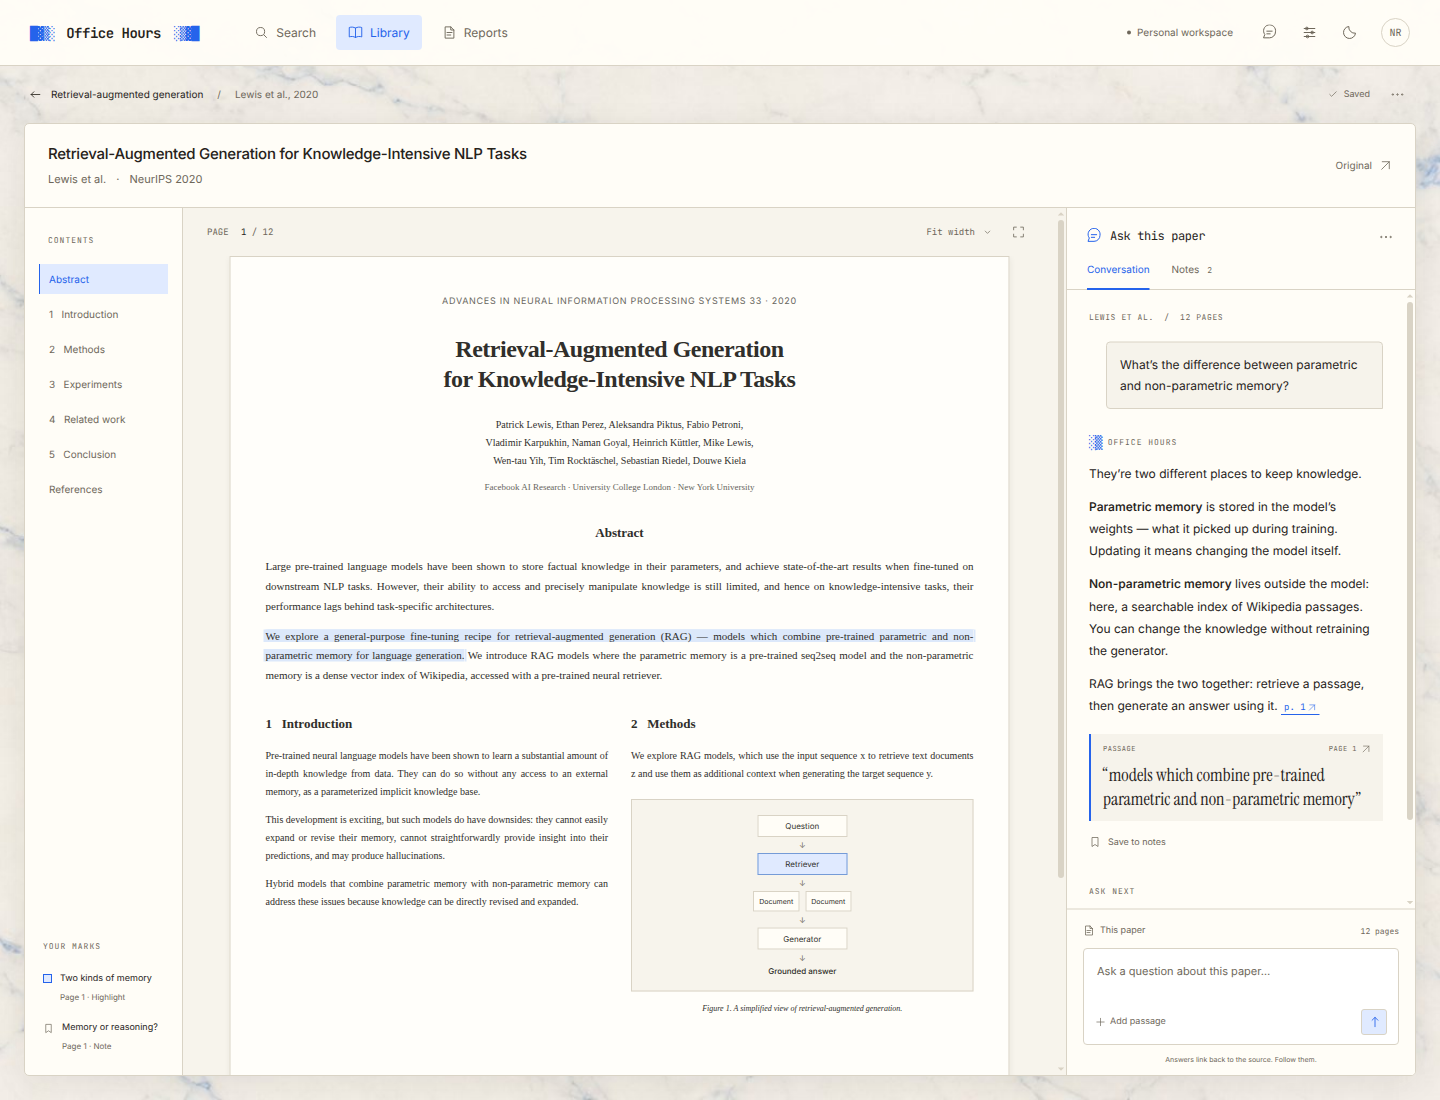 Office Hours
Search
Library
Reports
Personal workspace
NR
Retrieval-augmented generation / Lewis et al., 2020
Saved
Retrieval-Augmented Generation for Knowledge-Intensive NLP Tasks
Lewis et al. · NeurIPS 2020
Original
CONTENTS
Abstract
1 Introduction
2 Methods
3 Experiments
4 Related work
5 Conclusion
References
YOUR MARKS
Two kinds of memory
Page 1 · Highlight
Memory or reasoning?
Page 1 · Note
PAGE 1 / 12
Fit width
ADVANCES IN NEURAL INFORMATION PROCESSING SYSTEMS 33 · 2020
Retrieval-Augmented Generation
for Knowledge-Intensive NLP Tasks
Patrick Lewis, Ethan Perez, Aleksandra Piktus, Fabio Petroni,
Vladimir Karpukhin, Naman Goyal, Heinrich Küttler, Mike Lewis,
Wen-tau Yih, Tim Rocktäschel, Sebastian Riedel, Douwe Kiela
Facebook AI Research · University College London · New York University
Abstract
Large pre-trained language models have been shown to store factual knowledge in their parameters, and achieve state-of-the-art results when fine-tuned on
downstream NLP tasks. However, their ability to access and precisely manipulate knowledge is still limited, and hence on knowledge-intensive tasks, their
performance lags behind task-specific architectures.
We explore a general-purpose fine-tuning recipe for retrieval-augmented generation (RAG) — models which combine pre-trained parametric and non-
parametric memory for language generation. We introduce RAG models where the parametric memory is a pre-trained seq2seq model and the non-parametric
memory is a dense vector index of Wikipedia, accessed with a pre-trained neural retriever.
1 Introduction
Pre-trained neural language models have been shown to learn a substantial amount of
in-depth knowledge from data. They can do so without any access to an external
memory, as a parameterized implicit knowledge base.
This development is exciting, but such models do have downsides: they cannot easily
expand or revise their memory, cannot straightforwardly provide insight into their
predictions, and may produce hallucinations.
Hybrid models that combine parametric memory with non-parametric memory can
address these issues because knowledge can be directly revised and expanded.
2 Methods
We explore RAG models, which use the input sequence x to retrieve text documents
z and use them as additional context when generating the target sequence y.
Question
↓
Retriever
↓
Document Document
↓
Generator
↓
Grounded answer
Figure 1. A simplified view of retrieval-augmented generation.
Ask this paper
Conversation
Notes 2
LEWIS ET AL. / 12 PAGES
What’s the difference between parametric
and non-parametric memory?
OFFICE HOURS
They’re two different places to keep knowledge.
Parametric memory is stored in the model’s
weights — what it picked up during training.
Updating it means changing the model itself.
Non-parametric memory lives outside the model:
here, a searchable index of Wikipedia passages.
You can change the knowledge without retraining
the generator.
RAG brings the two together: retrieve a passage,
then generate an answer using it. p. 1
PASSAGE
PAGE 1
“models which combine pre-trained
parametric and non-parametric memory”
Save to notes
ASK NEXT
This paper
12 pages
Ask a question about this paper...
Add passage
Answers link back to the source. Follow them.